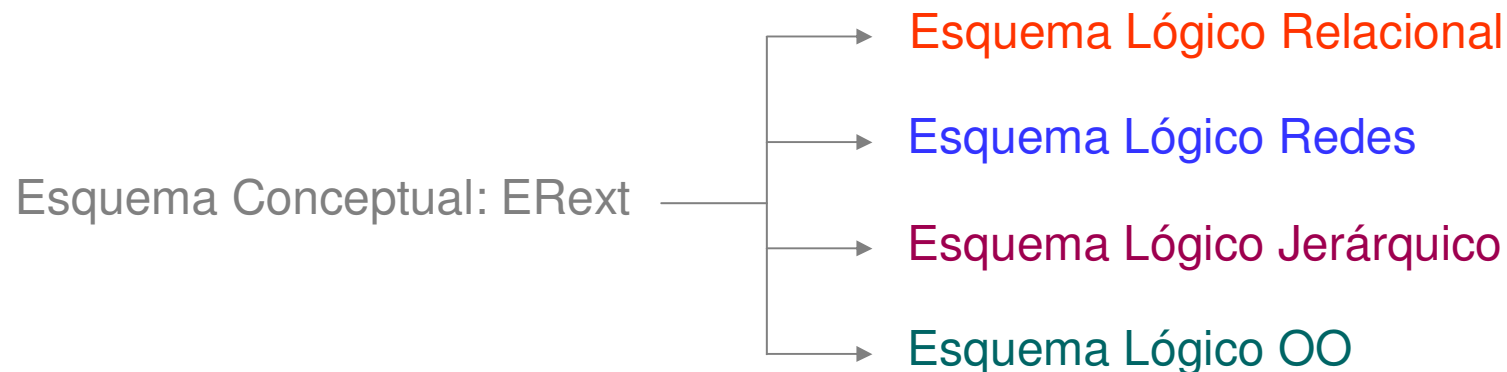 Esquema Lógico Relacional
Esquema Lógico Redes
Esquema Conceptual: ERext
Esquema Lógico Jerárquico
Esquema Lógico OO